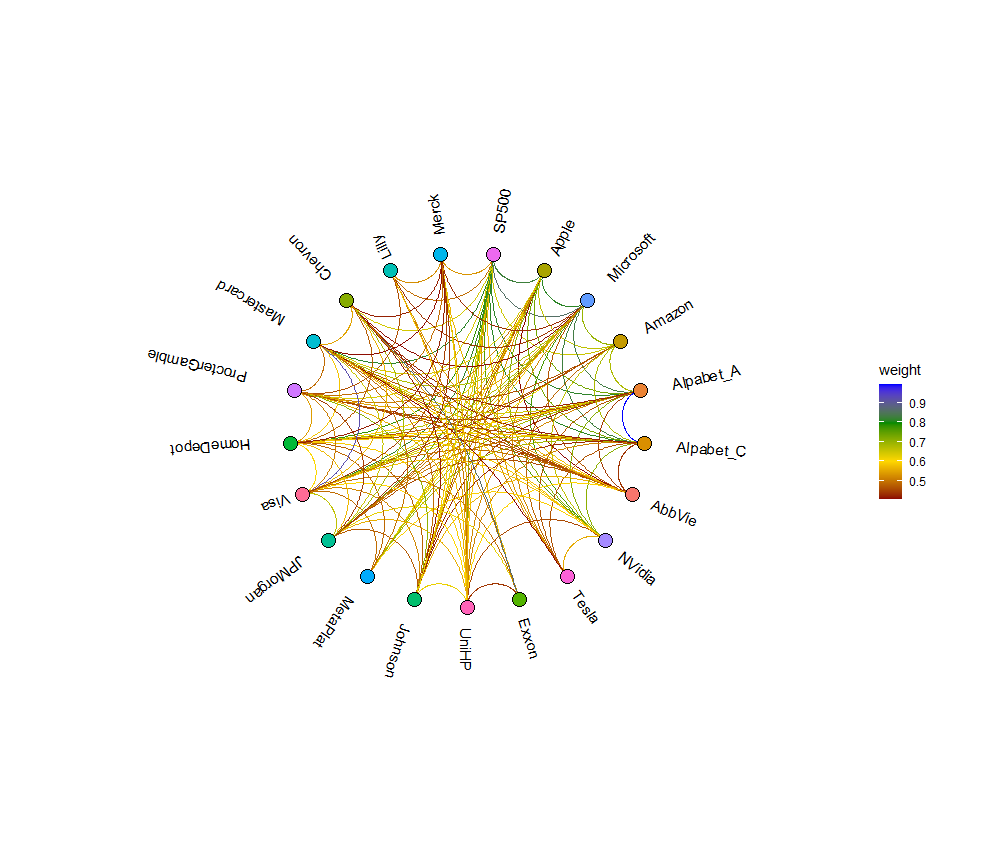 SP500
Apple
Microsoft
Amazon
Alpabet_A
Alpabet_C
AbbVie
NVidia
Tesla
Exxon
UniHP
Johnson
MetaPlat
JPMorgan
Visa
HomeDepot
ProcterGamble
Mastercard
Chevron
Lilly
Merck
weight
0.9
0.8
0.7
0.6
0.5